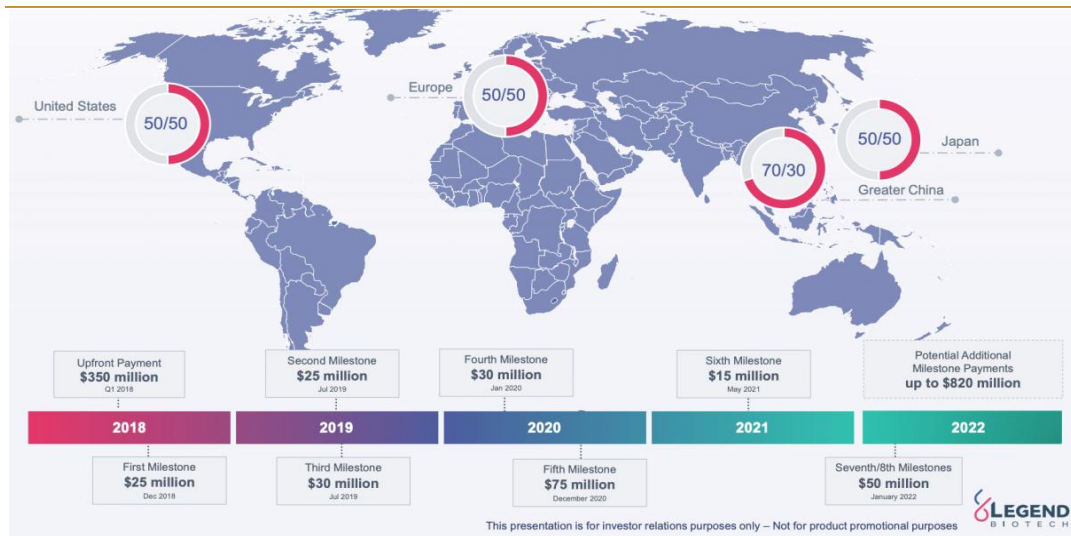 United States
50/50
Europe
50/50
50/50
Japan
70/30
Greater China
Upfront Payment
$350 million
Q1 2018
Second Milestone
$25 million
Jul 2019
Fourth Milestone
$30 million
Jan 2020
Sixth Milestone
$15 million
May 2021
Potential Additional
Milestone Payments
up to $820 million
2018
2019
2020
2021
2022
First Milestone
$25 million
Dec 2018
Third Milestone
$30 million
Jul 2019
Fifth Milestone
$75 million
December 2020
Seventh/8th Milestones
$50 million
January 2022
LEGEND
BIOTECH
This presentation is for investor relations purposes only – Not for product promotional purposes